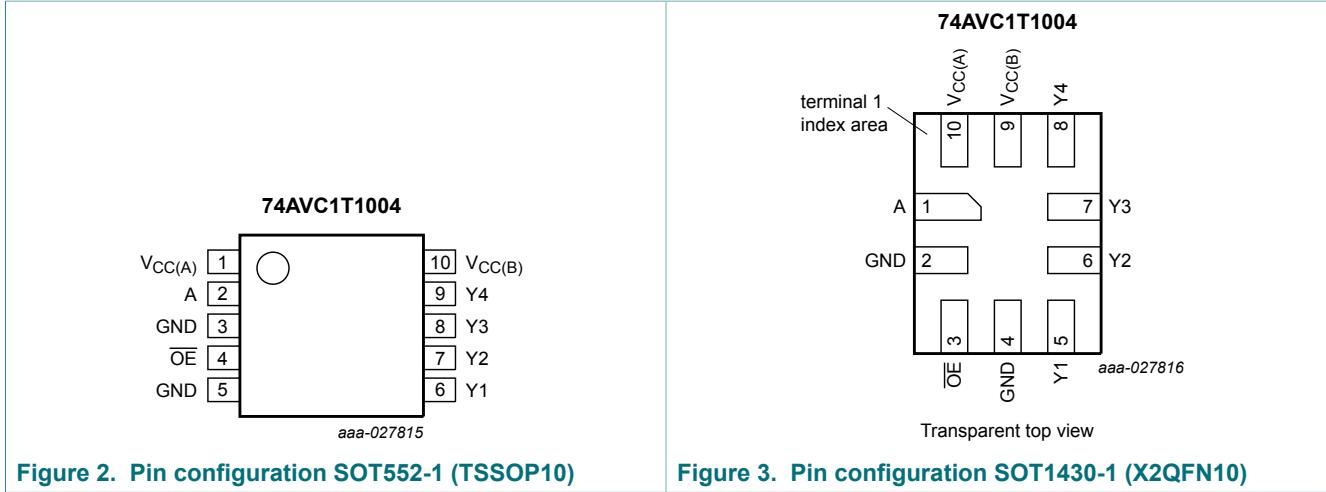 74AVC1T1004
VCC(A) 1
10 VCC(B)
A 2
9 Y4
GND 3
8 Y3
OE 4
7 Y2
GND 5
6 Y1
aaa-027815
Figure 2. Pin configuration SOT552-1 (TSSOP10)
74AVC1T1004
VCC(A)
VCC(B)
Y4
terminal 1
index area
10
9
8
A 1
7 Y3
GND 2
6 Y2
3
4
5
OE
GND
Y1
aaa-027816
Transparent top view
Figure 3. Pin configuration SOT1430-1 (X2QFN10)